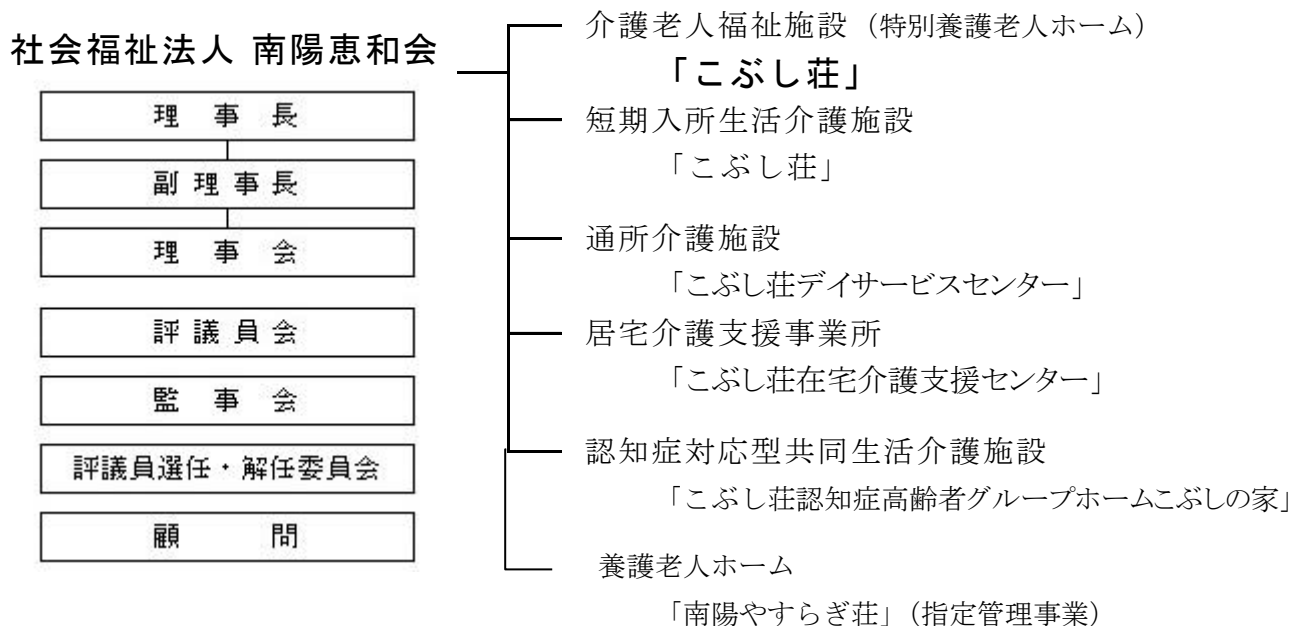 社会福祉法人 南陽恵和会
理事長
副理事長
理事会
評議員会
監事会
評議員選任・解任委員会
顧問
介護老人福祉施設（特別養護老人ホーム）
「こぶし荘」
短期入所生活介護施設
「こぶし荘」
通所介護施設
「こぶし荘デイサービスセンター」
居宅介護支援事業所
「こぶし荘在宅介護支援センター」
認知症対応型共同生活介護施設
「こぶし荘認知症高齢者グループホームこぶしの家」
養護老人ホーム
「南陽やすらぎ荘」（指定管理事業）